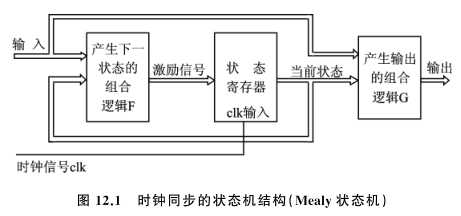 输 入
产生下一
状态的
组合
逻辑F
激励信号
状 态
寄存器
clk输入
当前状态
产生输出
的组合
逻辑G
输出
时钟信号clk
图 12.1 时钟同步的状态机结构(Mealy 状态机)